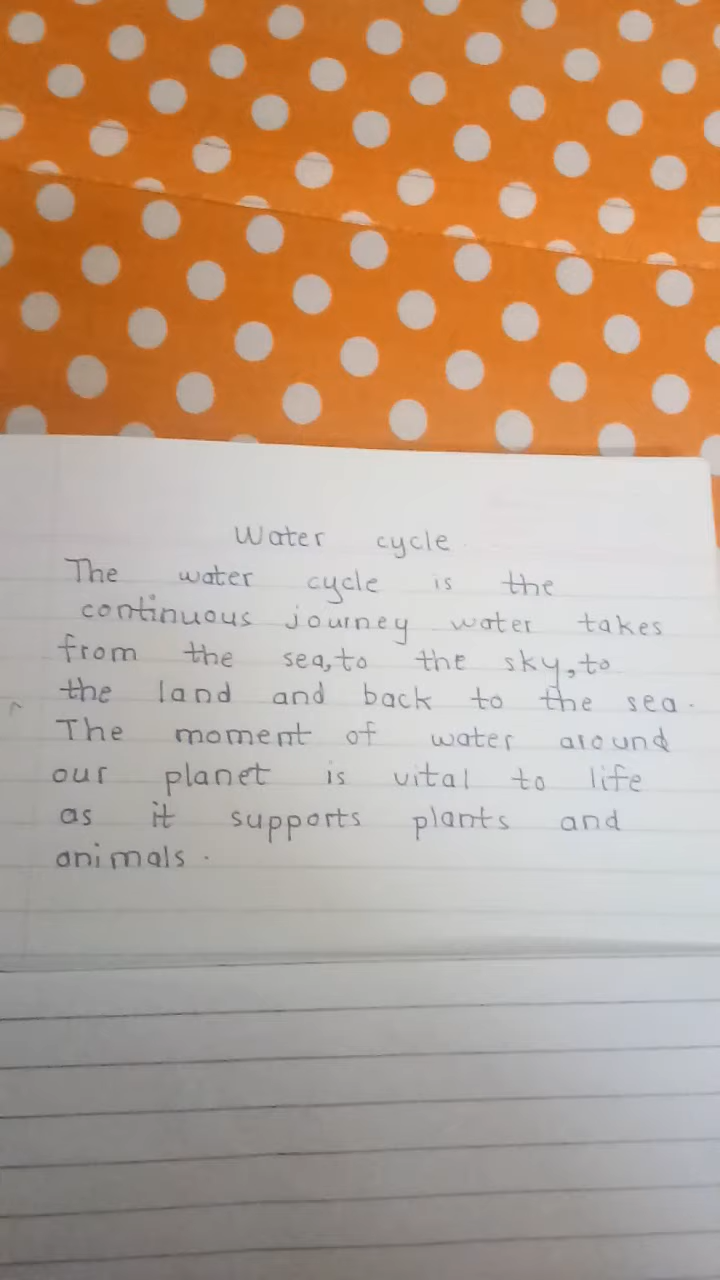 Water cycle
The water cycle is the
continuous journey water takes
from the sea, to the sky, to
the land and back to the sea.
The moment of water around
our planet is vital to life
as it supports plants and
animals.